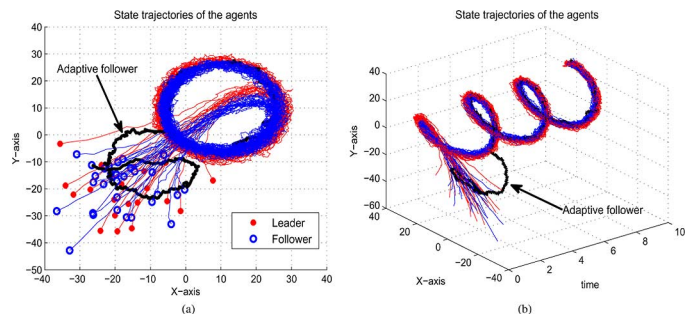 State trajectories of the agents
40
30
20
10
0
−10
−20
−30
−40
−50
Y−axis
−40
−30
−20
−10
0
10
20
30
40
X−axis
Adaptive follower
Leader
Follower
(a)
State trajectories of the agents
40
20
0
−20
−40
−60
Y−axis
40
20
0
−20
−40
X−axis
0
2
4
6
8
10
time
Adaptive follower
(b)